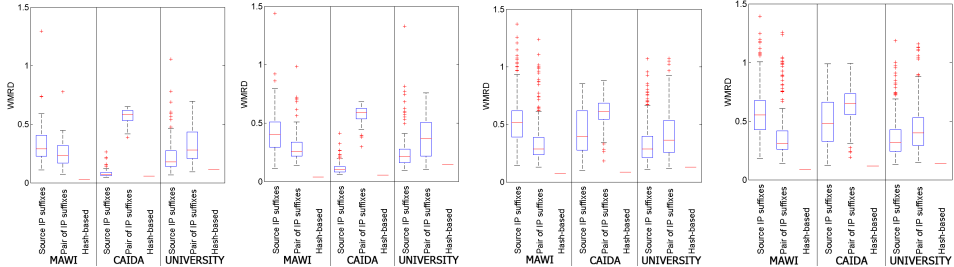 1.5
1
0.5
0
WMRD
Source IP suffixes
Pair of IP suffixes
Hash-based
Source IP suffixes
Pair of IP suffixes
Hash-based
Source IP suffixes
Pair of IP suffixes
Hash-based
MAWI CAIDA UNIVERSITY
1.5
1
0.5
0
WMRD
Source IP suffixes
Pair of IP suffixes
Hash-based
Source IP suffixes
Pair of IP suffixes
Hash-based
Source IP suffixes
Pair of IP suffixes
Hash-based
MAWI CAIDA UNIVERSITY
1.5
1
0.5
0
WMRD
Source IP suffixes
Pair of IP suffixes
Hash-based
Source IP suffixes
Pair of IP suffixes
Hash-based
Source IP suffixes
Pair of IP suffixes
Hash-based
MAWI CAIDA UNIVERSITY
1.5
1
0.5
0
WMRD
Source IP suffixes
Pair of IP suffixes
Hash-based
Source IP suffixes
Pair of IP suffixes
Hash-based
Source IP suffixes
Pair of IP suffixes
Hash-based
MAWI CAIDA UNIVERSITY